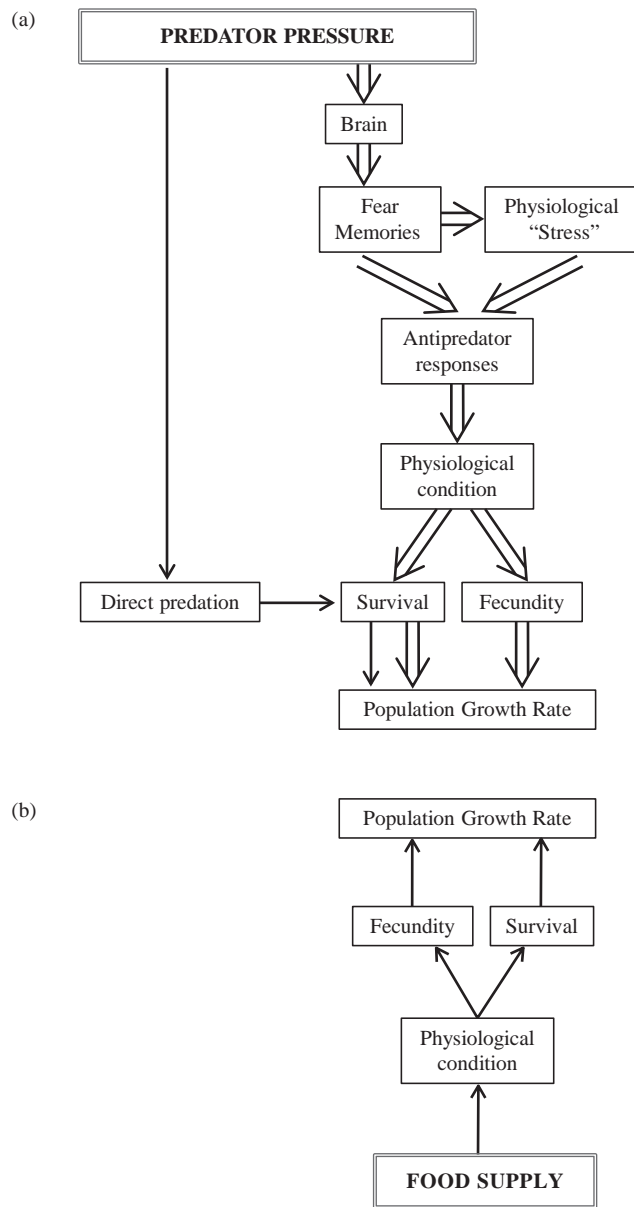 (a)
PREDATOR PRESSURE
Brain
Fear
Memories
Physiological
“Stress”
Antipredator
responses
Physiological
condition
Direct predation
Survival
Fecundity
Population Growth Rate
(b)
Population Growth Rate
Fecundity
Survival
Physiological
condition
FOOD SUPPLY